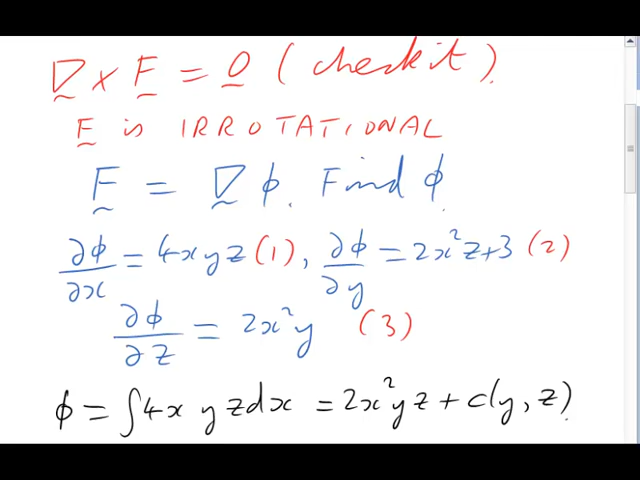 ∇ × F = 0 (check it).
F is IRROTATIONAL
F = ∇ϕ. Find ϕ.
∂ϕ/∂x = 4xyz (1), ∂ϕ/∂y = 2x²z+3 (2)
∂ϕ/∂z = 2x²y (3)
ϕ = ∫4x y z dx = 2x²yz + c(y, z).